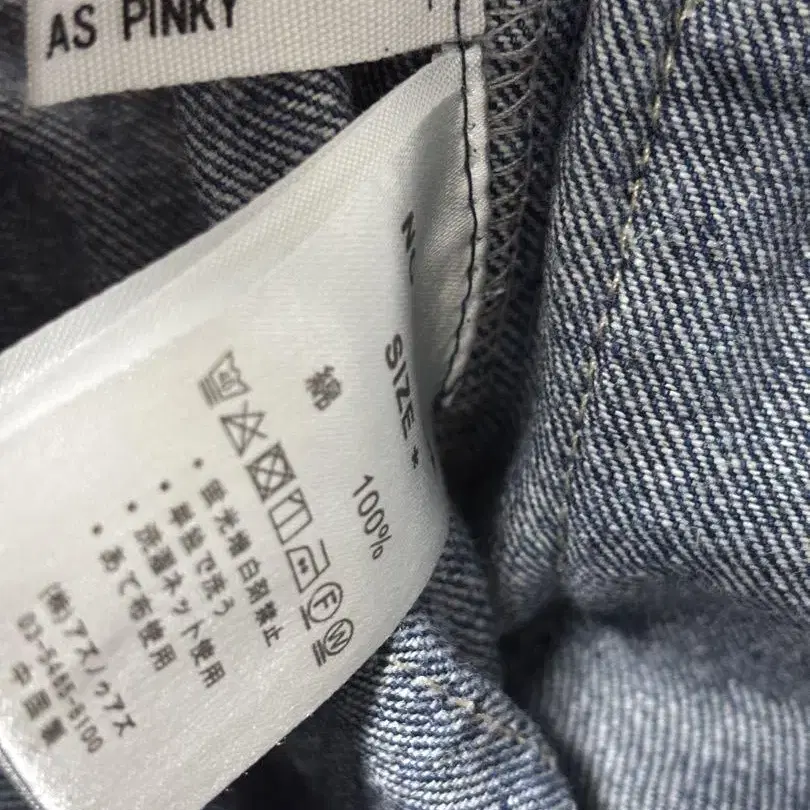 AS PINKY
SIZE *
綿 100%
・蛍光増白剤禁止
・単独で洗う
・洗濯ネット使用
・あて布使用
(株)アズノゥアズ
03-5485-8100
中国製